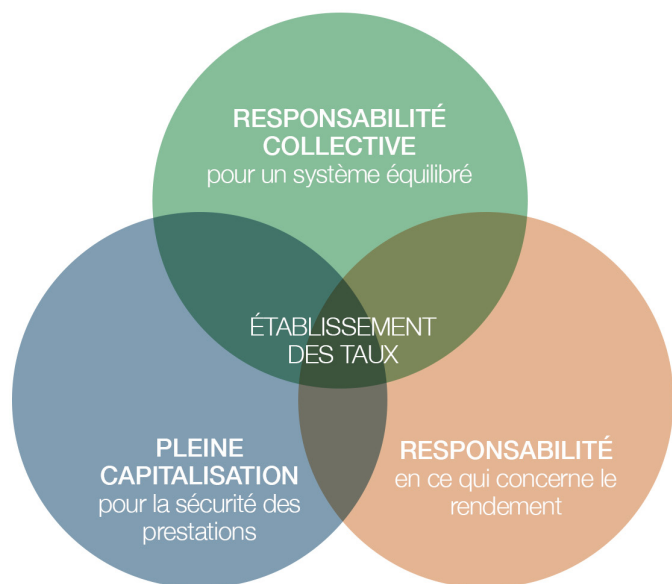 RESPONSABILITÉ
COLLECTIVE
pour un système équilibré
ÉTABLISSEMENT
DES TAUX
PLEINE
CAPITALISATION
pour la sécurité des
prestations
RESPONSABILITÉ
en ce qui concerne le
rendement